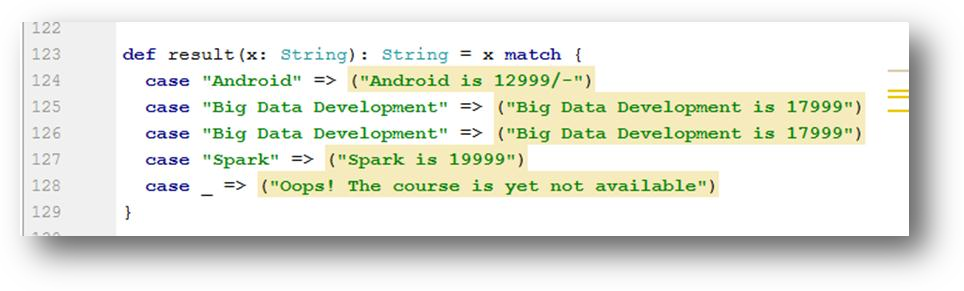 122
123 def result(x: String): String = x match {
124 case "Android" => ("Android is 12999/-")
125 case "Big Data Development" => ("Big Data Development is 17999")
126 case "Big Data Development" => ("Big Data Development is 17999")
127 case "Spark" => ("Spark is 19999")
128 case _ => ("Oops! The course is yet not available")
129 }